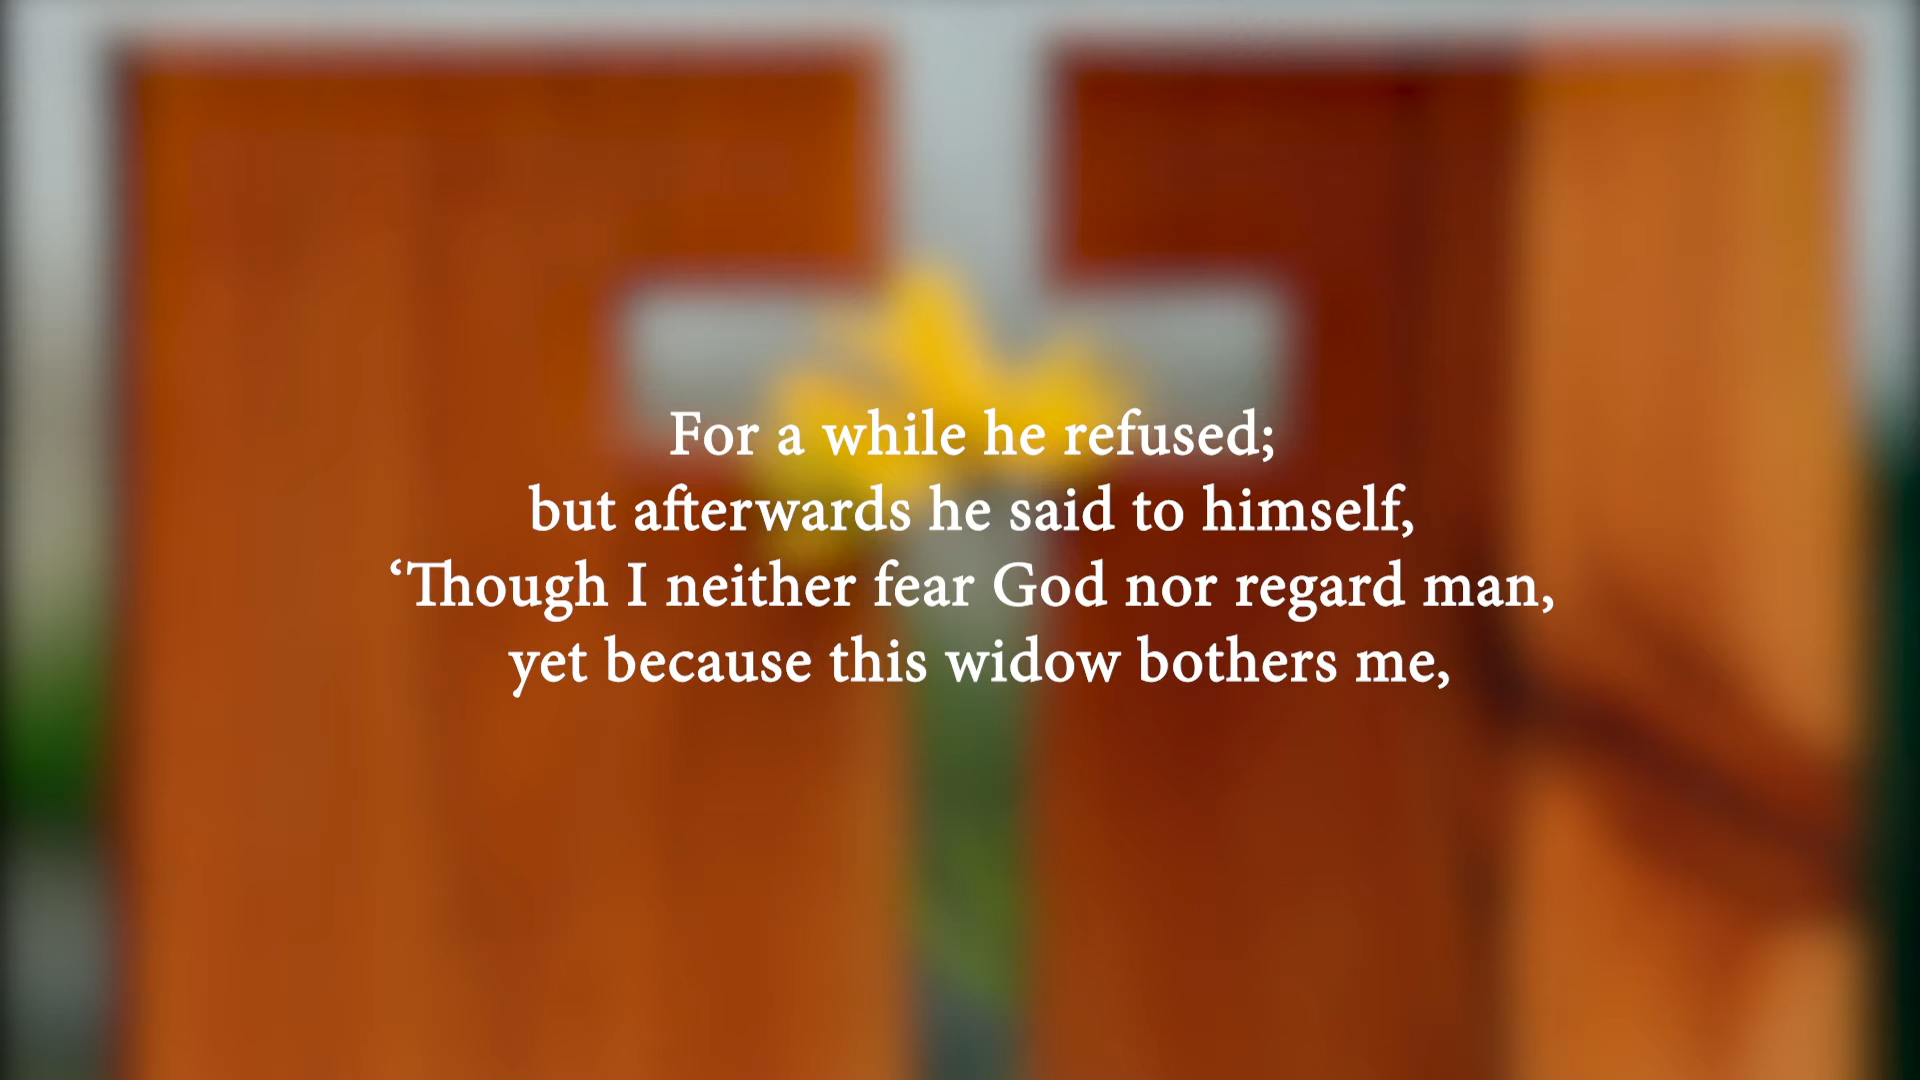 For a while he refused;
but afterwards he said to himself,
‘Though I neither fear God nor regard man,
yet because this widow bothers me,